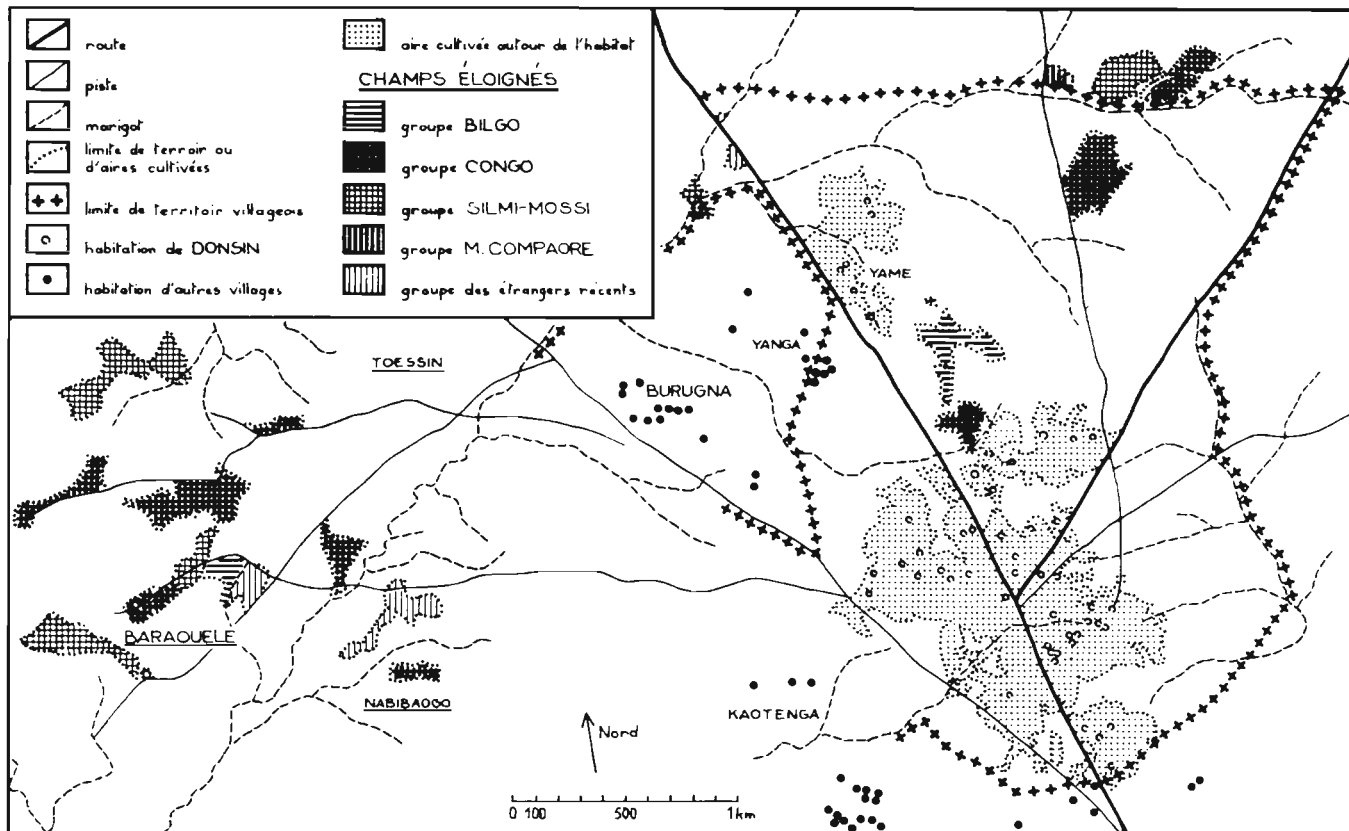 route
piste
marigot
limite de terroir ou
d'aires cultivées
limite de territoir villageois
habitation de DONSIN
habitation d'autres villages
aire cultivée autour de l'habitat
CHAMPS ÉLOIGNÉS
groupe BILGO
groupe CONGO
groupe SILMI-MOSSI
groupe M. COMPAORE
groupe des étrangers récents
YAME
YANGA
TOESSIN
BURUGNA
BARAOUELE
NABIBAOGO
KAOTENGA
Nord
0 100 500 1km